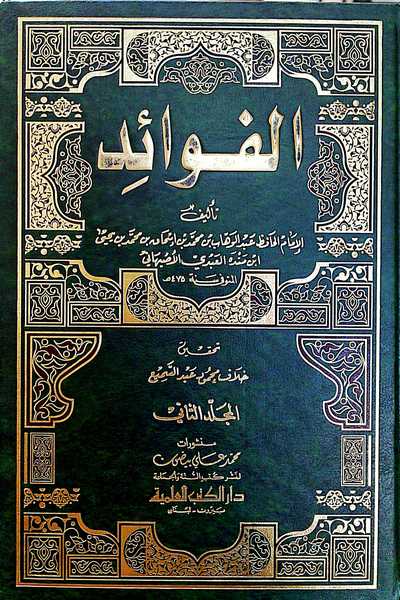 الفوائد
تأليف
الإمام الحافظ عبد الوهاب بن محمد بن إسحاق بن محمد بن يحيى
ابن منده العبدي الأصبهاني
المتوفى سنة ٤٧٥هـ
تحقيق
خلاف محمود عبد السميع
المجلد الثاني
منشورات
محمد علي بيضون
لنشر كتب السنة والجماعة
دار الكتب العلمية
بيروت - لبنان